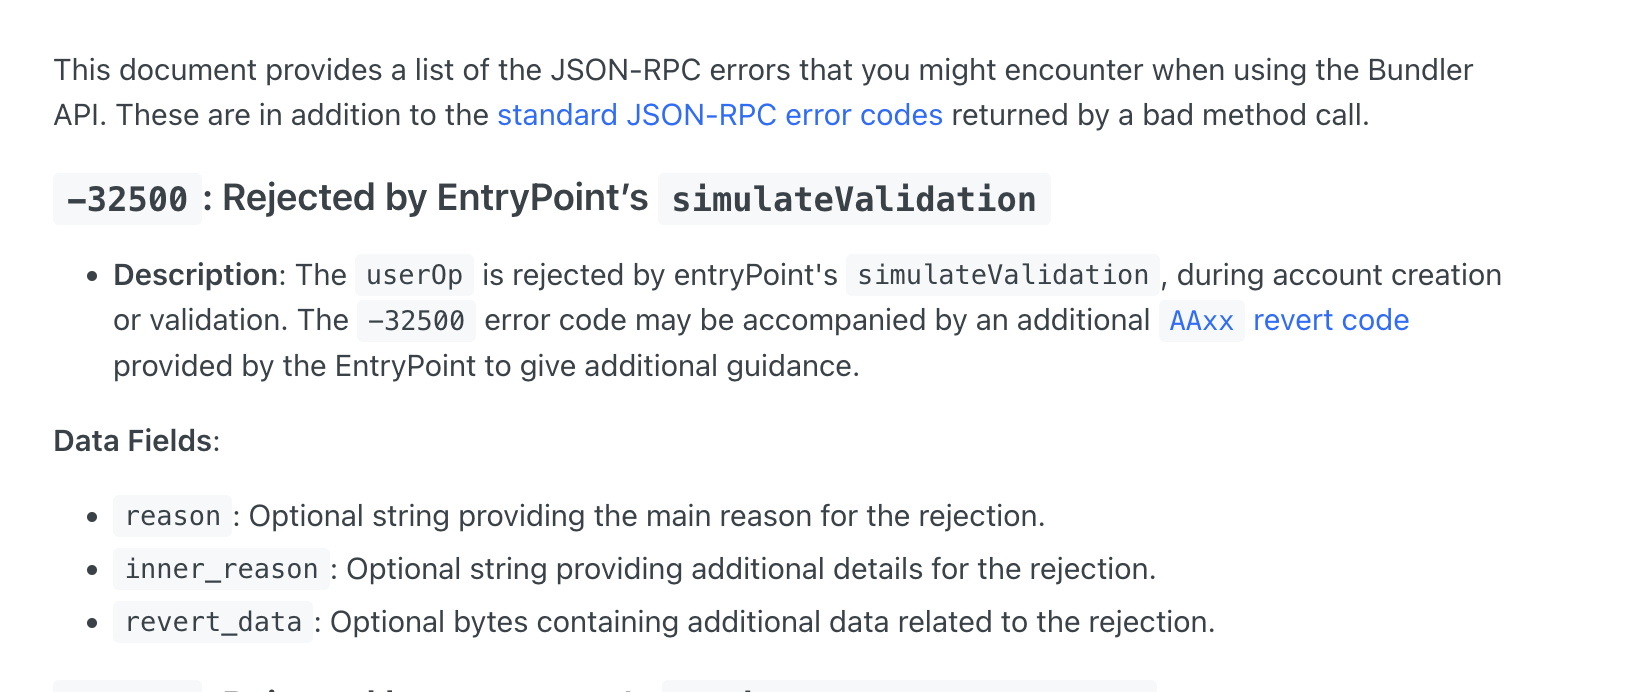 This document provides a list of the JSON-RPC errors that you might encounter when using the Bundler
API. These are in addition to the standard JSON-RPC error codes returned by a bad method call.
-32500: Rejected by EntryPoint’s simulateValidation
• Description: The userOp is rejected by entryPoint's simulateValidation, during account creation
or validation. The -32500 error code may be accompanied by an additional AAxx revert code
provided by the EntryPoint to give additional guidance.
Data Fields:
• reason: Optional string providing the main reason for the rejection.
• inner_reason: Optional string providing additional details for the rejection.
• revert_data: Optional bytes containing additional data related to the rejection.